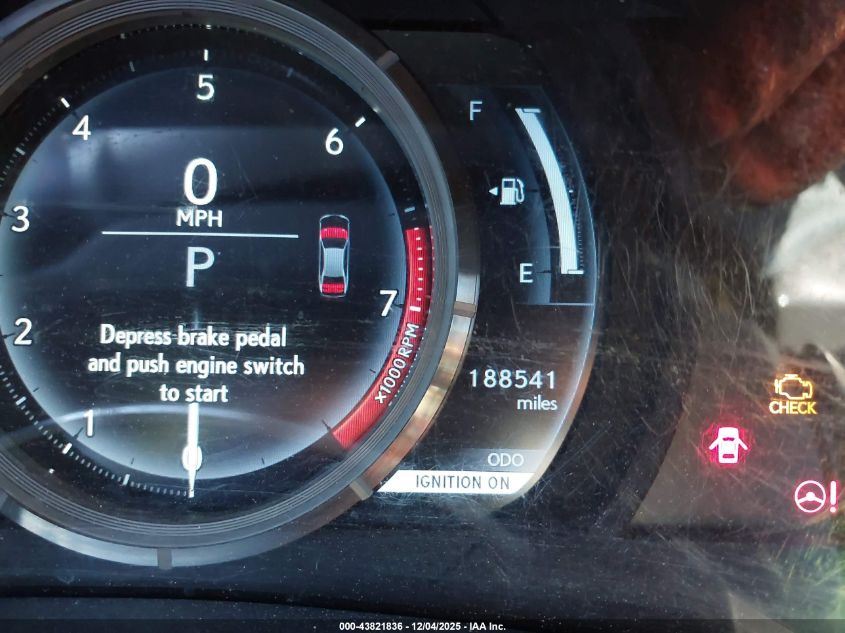 5
4
6
3
2
1
0
7
0
MPH
P
Depress brake pedal
and push engine switch
to start
x1000RPM
F
E
188541
miles
ODO
IGNITION ON
CHECK
!
000-43821836 - 12/04/2025 - IAA Inc.